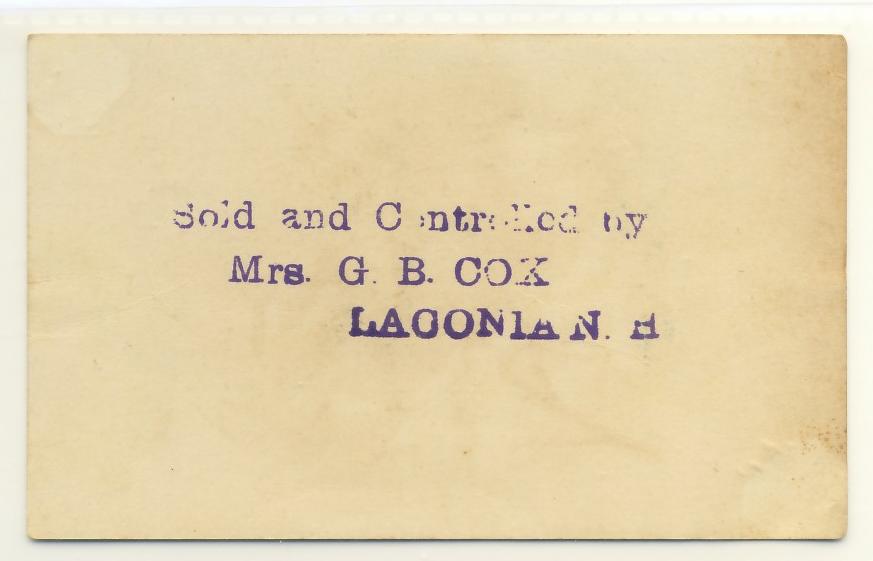 Sold and Controlled by
Mrs. G. B. COX
LACONIA N. H